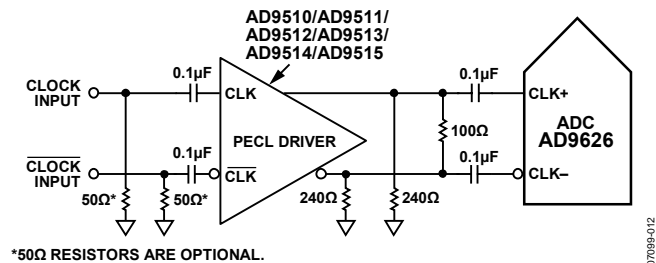 AD9510/AD9511/
AD9512/AD9513/
AD9514/AD9515
CLOCK
INPUT
0.1µF
CLK
PECL DRIVER
CLOCK
INPUT
0.1µF
CLK
50Ω*
50Ω*
240Ω
240Ω
0.1µF
100Ω
0.1µF
CLK+
ADC
AD9626
CLK–
*50Ω RESISTORS ARE OPTIONAL.
07099-012